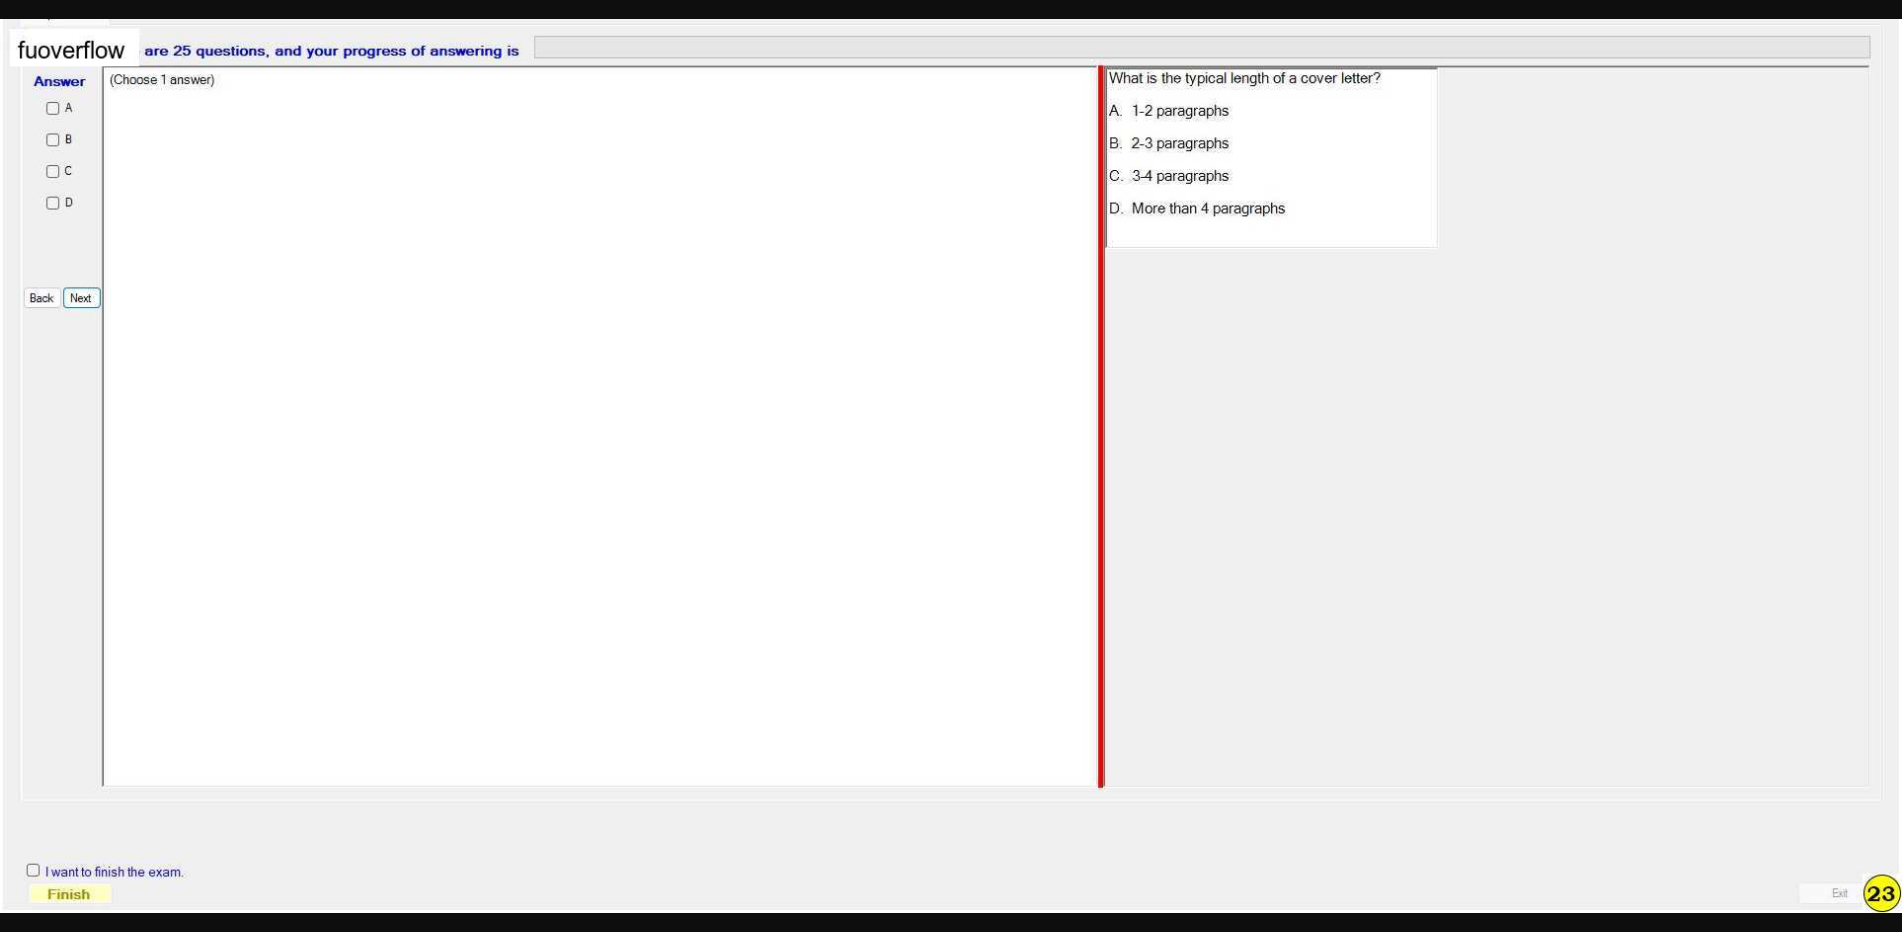 fuoverflow are 25 questions, and your progress of answering is
Answer
(Choose 1 answer)
A
B
C
D
Back Next
What is the typical length of a cover letter?
A. 1-2 paragraphs
B. 2-3 paragraphs
C. 3-4 paragraphs
D. More than 4 paragraphs
I want to finish the exam.
Finish
Exit 23